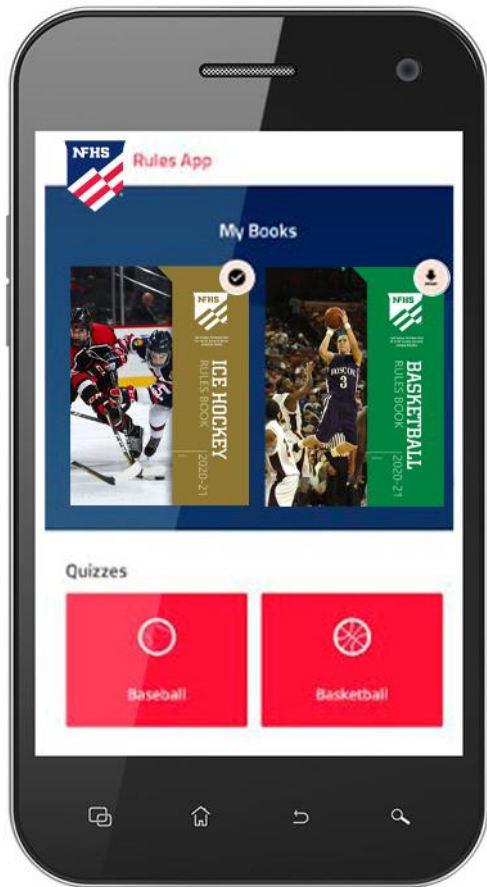 NFHS
Rules App
My Books
NFHS
ICE HOCKEY
RULES BOOK
2020-21
NFHS
BASKETBALL
RULES BOOK
2020-21
3
Quizzes
Baseball
Basketball